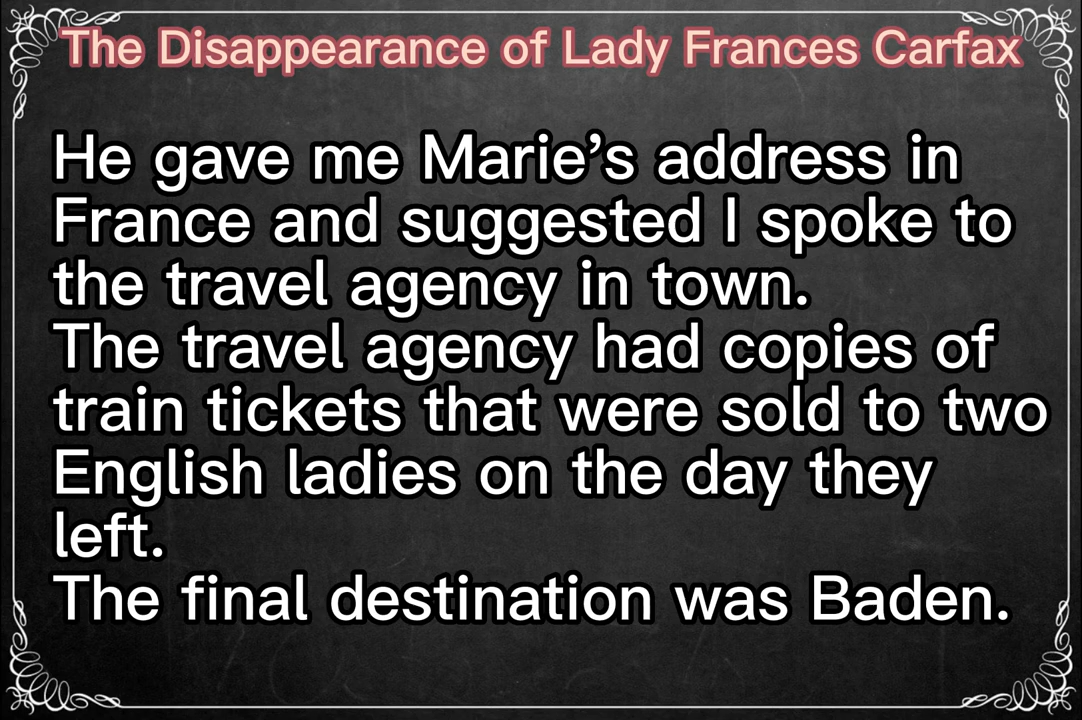 The Disappearance of Lady Frances Carfax
He gave me Marie’s address in
France and suggested I spoke to
the travel agency in town.
The travel agency had copies of
train tickets that were sold to two
English ladies on the day they
left.
The final destination was Baden.